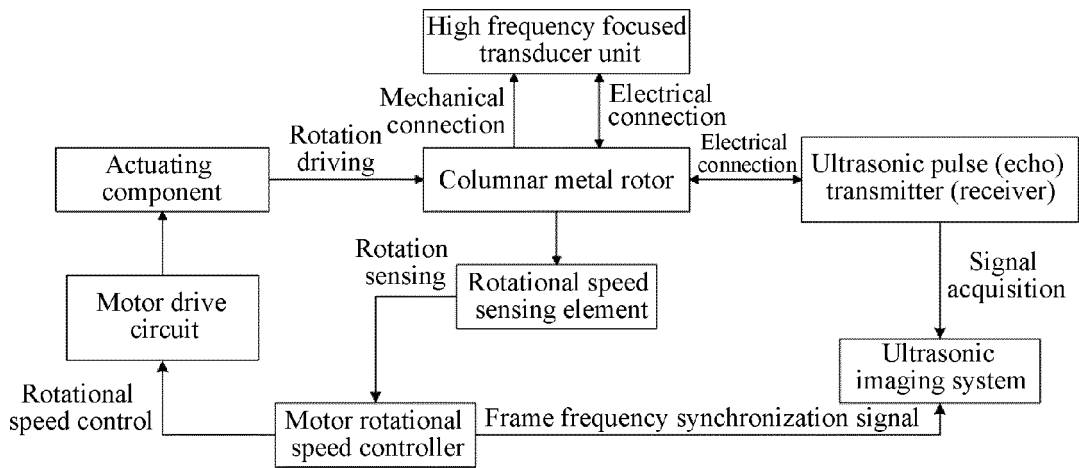 High frequency focused
transducer unit
Mechanical
connection
Electrical
connection
Rotation
driving
Electrical
connection
Actuating
component
Columnar metal rotor
Ultrasonic pulse (echo)
transmitter (receiver)
Rotation
sensing
Signal
acquisition
Motor drive
circuit
Rotational speed
sensing element
Ultrasonic
imaging system
Rotational
speed control
Motor rotational
speed controller
Frame frequency synchronization signal